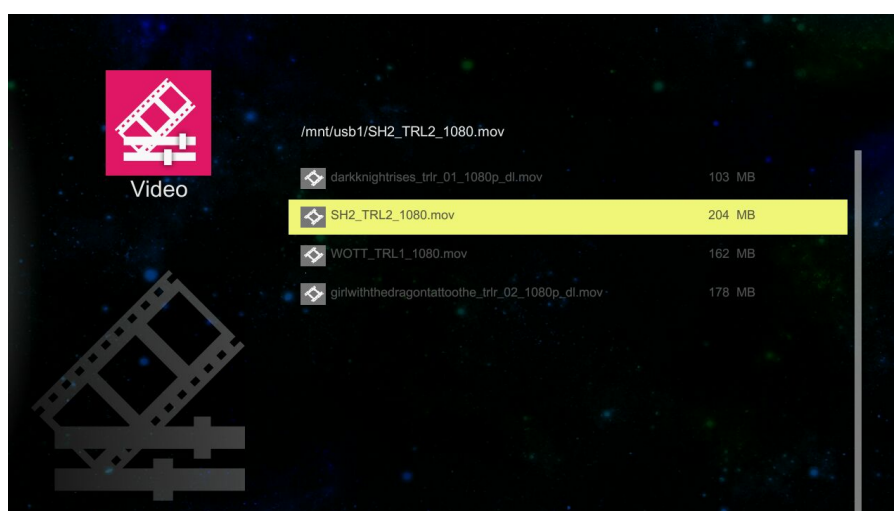 Video
/mnt/usb1/SH2_TRL2_1080.mov
darkknightrises_trlr_01_1080p_dl.mov 103 MB
SH2_TRL2_1080.mov 204 MB
WOTT_TRL1_1080.mov 162 MB
girlwiththedragontattoothe_trlr_02_1080p_dl.mov 178 MB